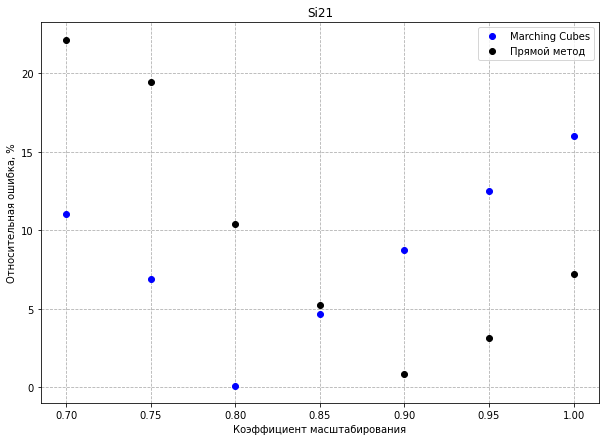 Si21
Marching Cubes
Прямой метод
Относительная ошибка, %
20
15
10
5
0
0.70 0.75 0.80 0.85 0.90 0.95 1.00
Коэффициент масштабирования